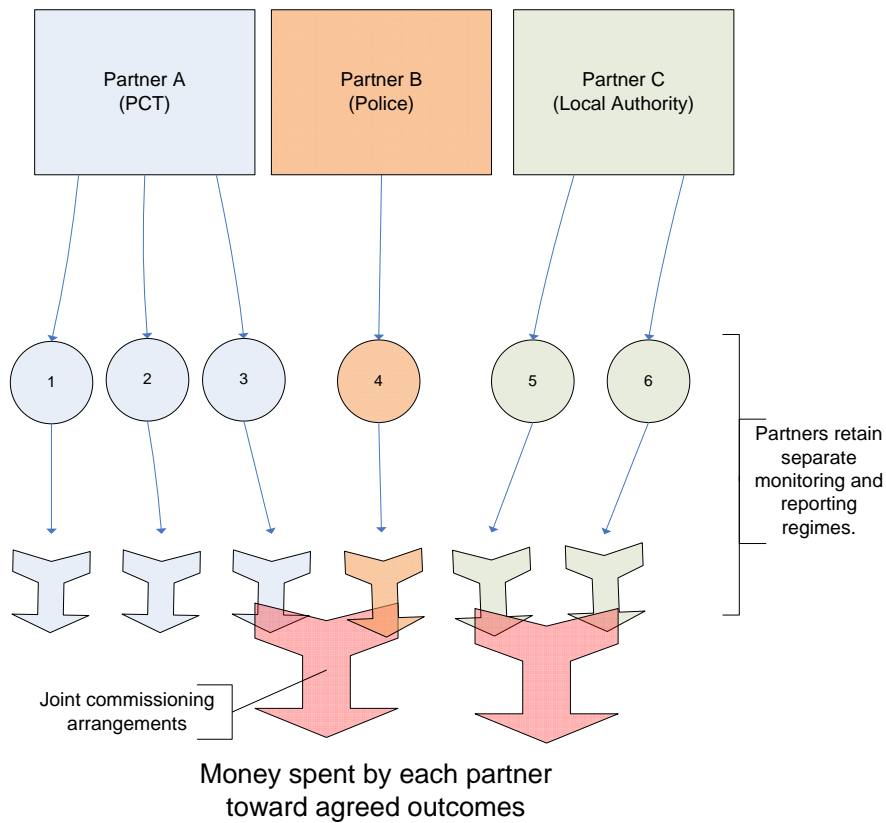 Partner A
(PCT)
Partner B
(Police)
Partner C
(Local Authority)
1
2
3
4
5
6
Partners retain
separate
monitoring and
reporting
regimes.
Joint commissioning
arrangements
Money spent by each partner
toward agreed outcomes